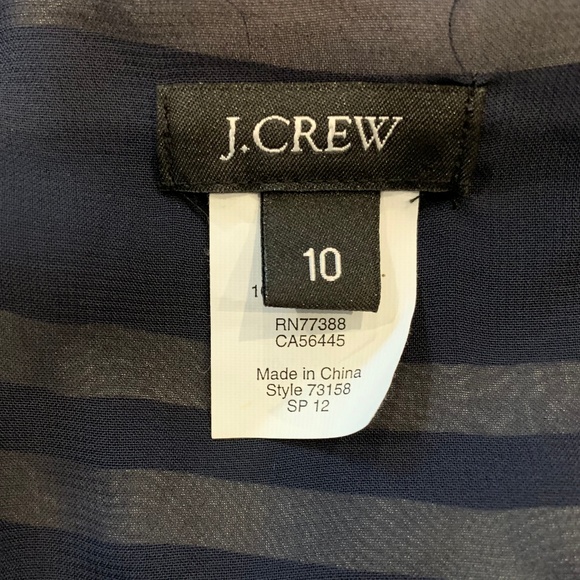 J.CREW
10
RN77388
CA56445
Made in China
Style 73158
SP 12